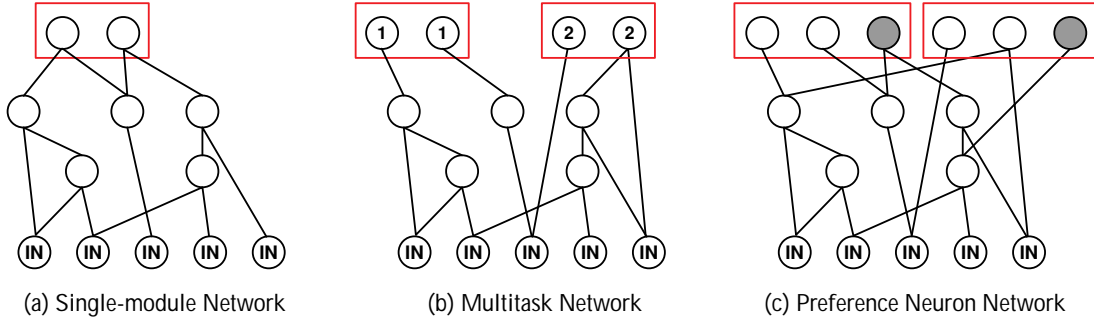 1 1 2 2
IN IN IN IN IN IN IN IN IN IN IN IN IN IN IN
(a) Single-module Network (b) Multitask Network (c) Preference Neuron Network